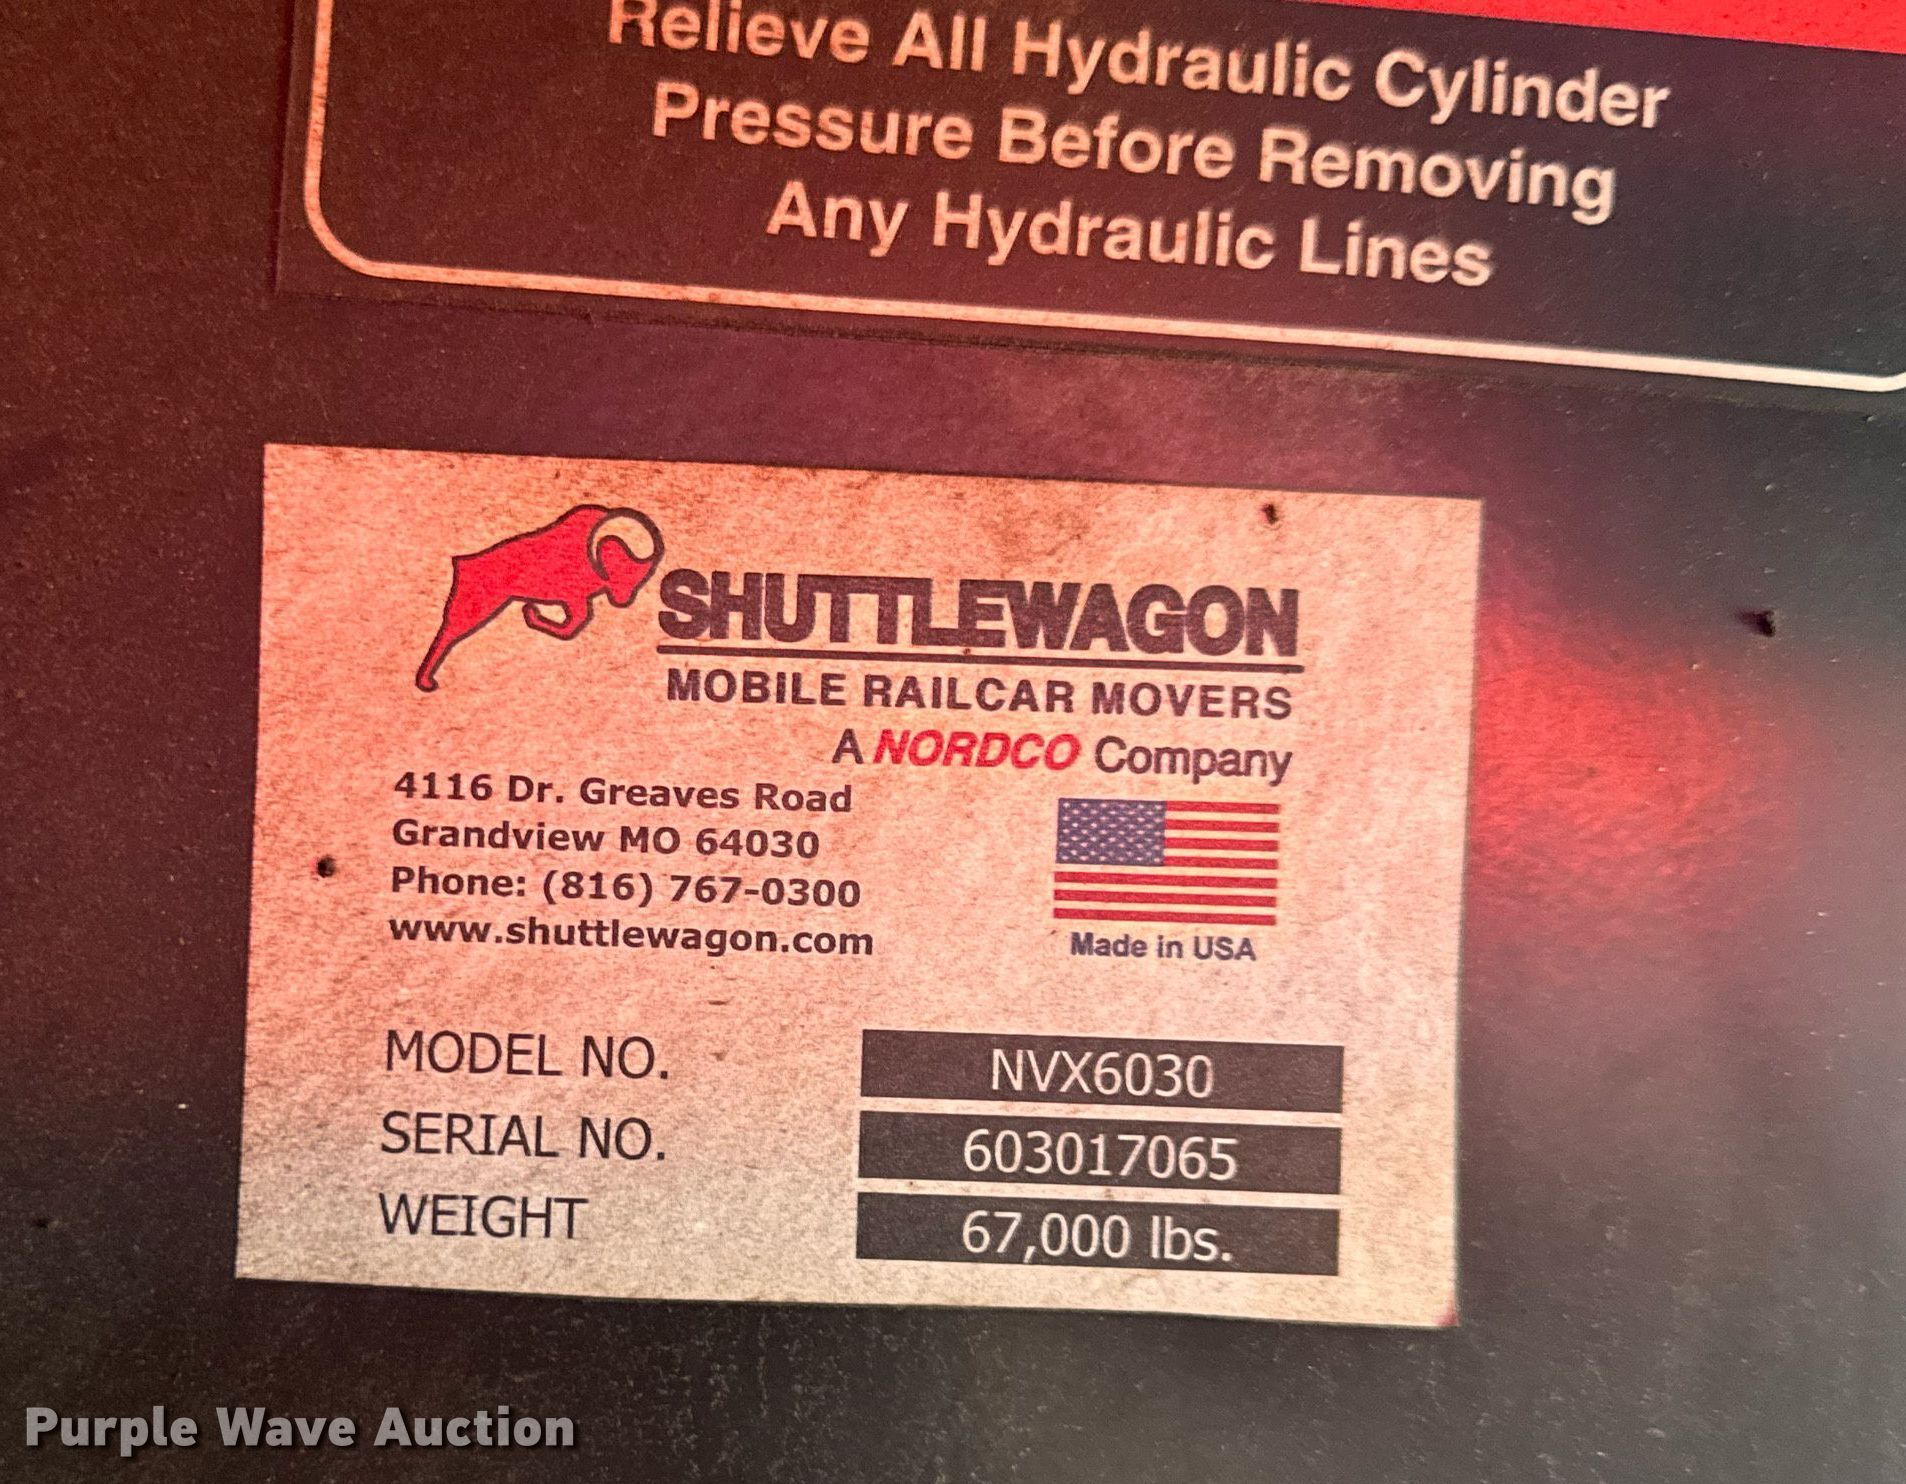 Relieve All Hydraulic Cylinder
Pressure Before Removing
Any Hydraulic Lines
SHUTTLEWAGON
MOBILE RAILCAR MOVERS
A NORDCO Company
4116 Dr. Greaves Road
Grandview MO 64030
Phone: (816) 767-0300
www.shuttlewagon.com
Made in USA
MODEL NO. NVX6030
SERIAL NO. 603017065
WEIGHT 67,000 lbs.
Purple Wave Auction